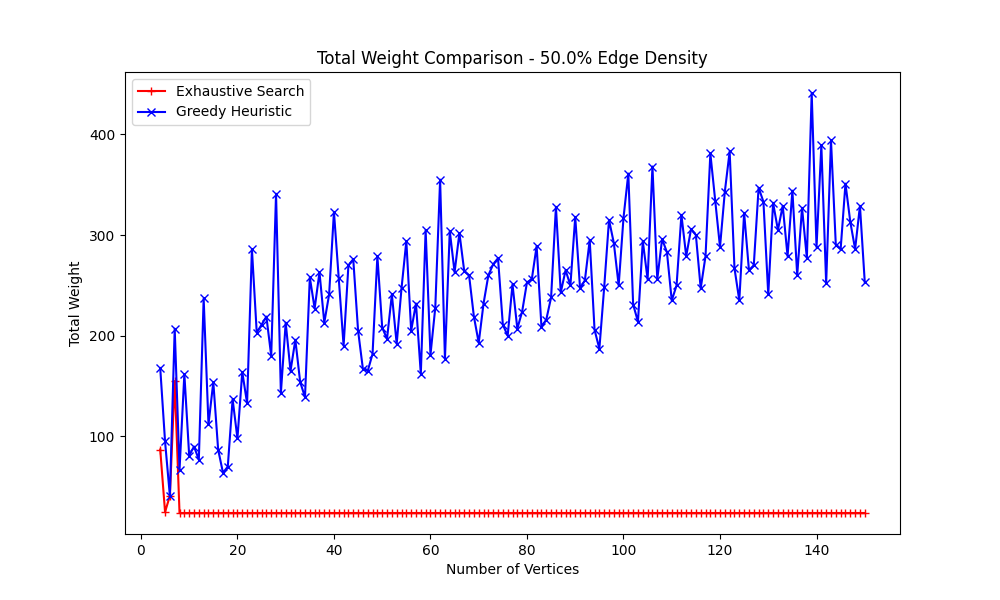 Total Weight Comparison - 50.0% Edge Density
Exhaustive Search
Greedy Heuristic
Total Weight
400
300
200
100
0 20 40 60 80 100 120 140
Number of Vertices